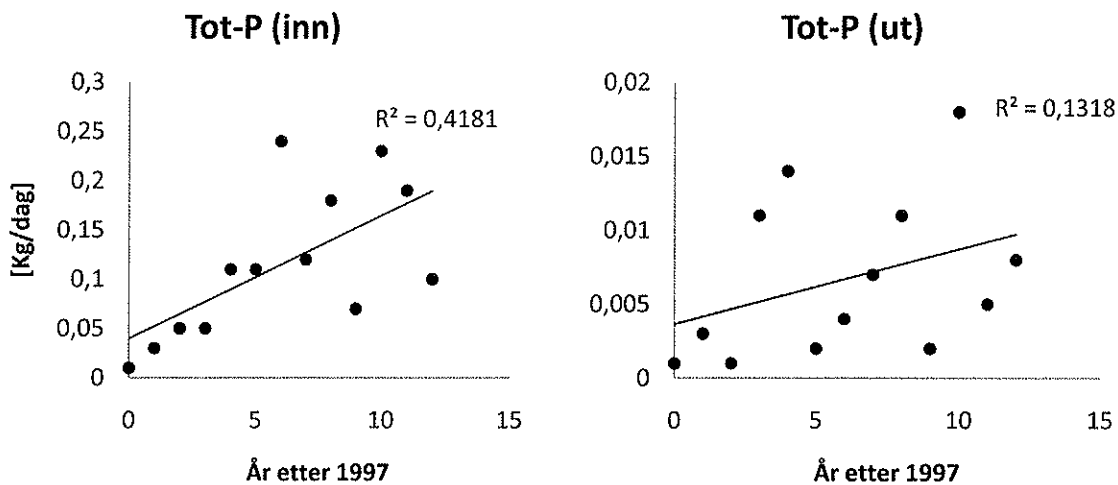 Tot-P (inn)
[Kg/dag]
0,3
0,25
0,2
0,15
0,1
0,05
0
R² = 0,4181
0 5 10 15
År etter 1997
Tot-P (ut)
0,02
0,015
0,01
0,005
0
R² = 0,1318
0 5 10 15
År etter 1997